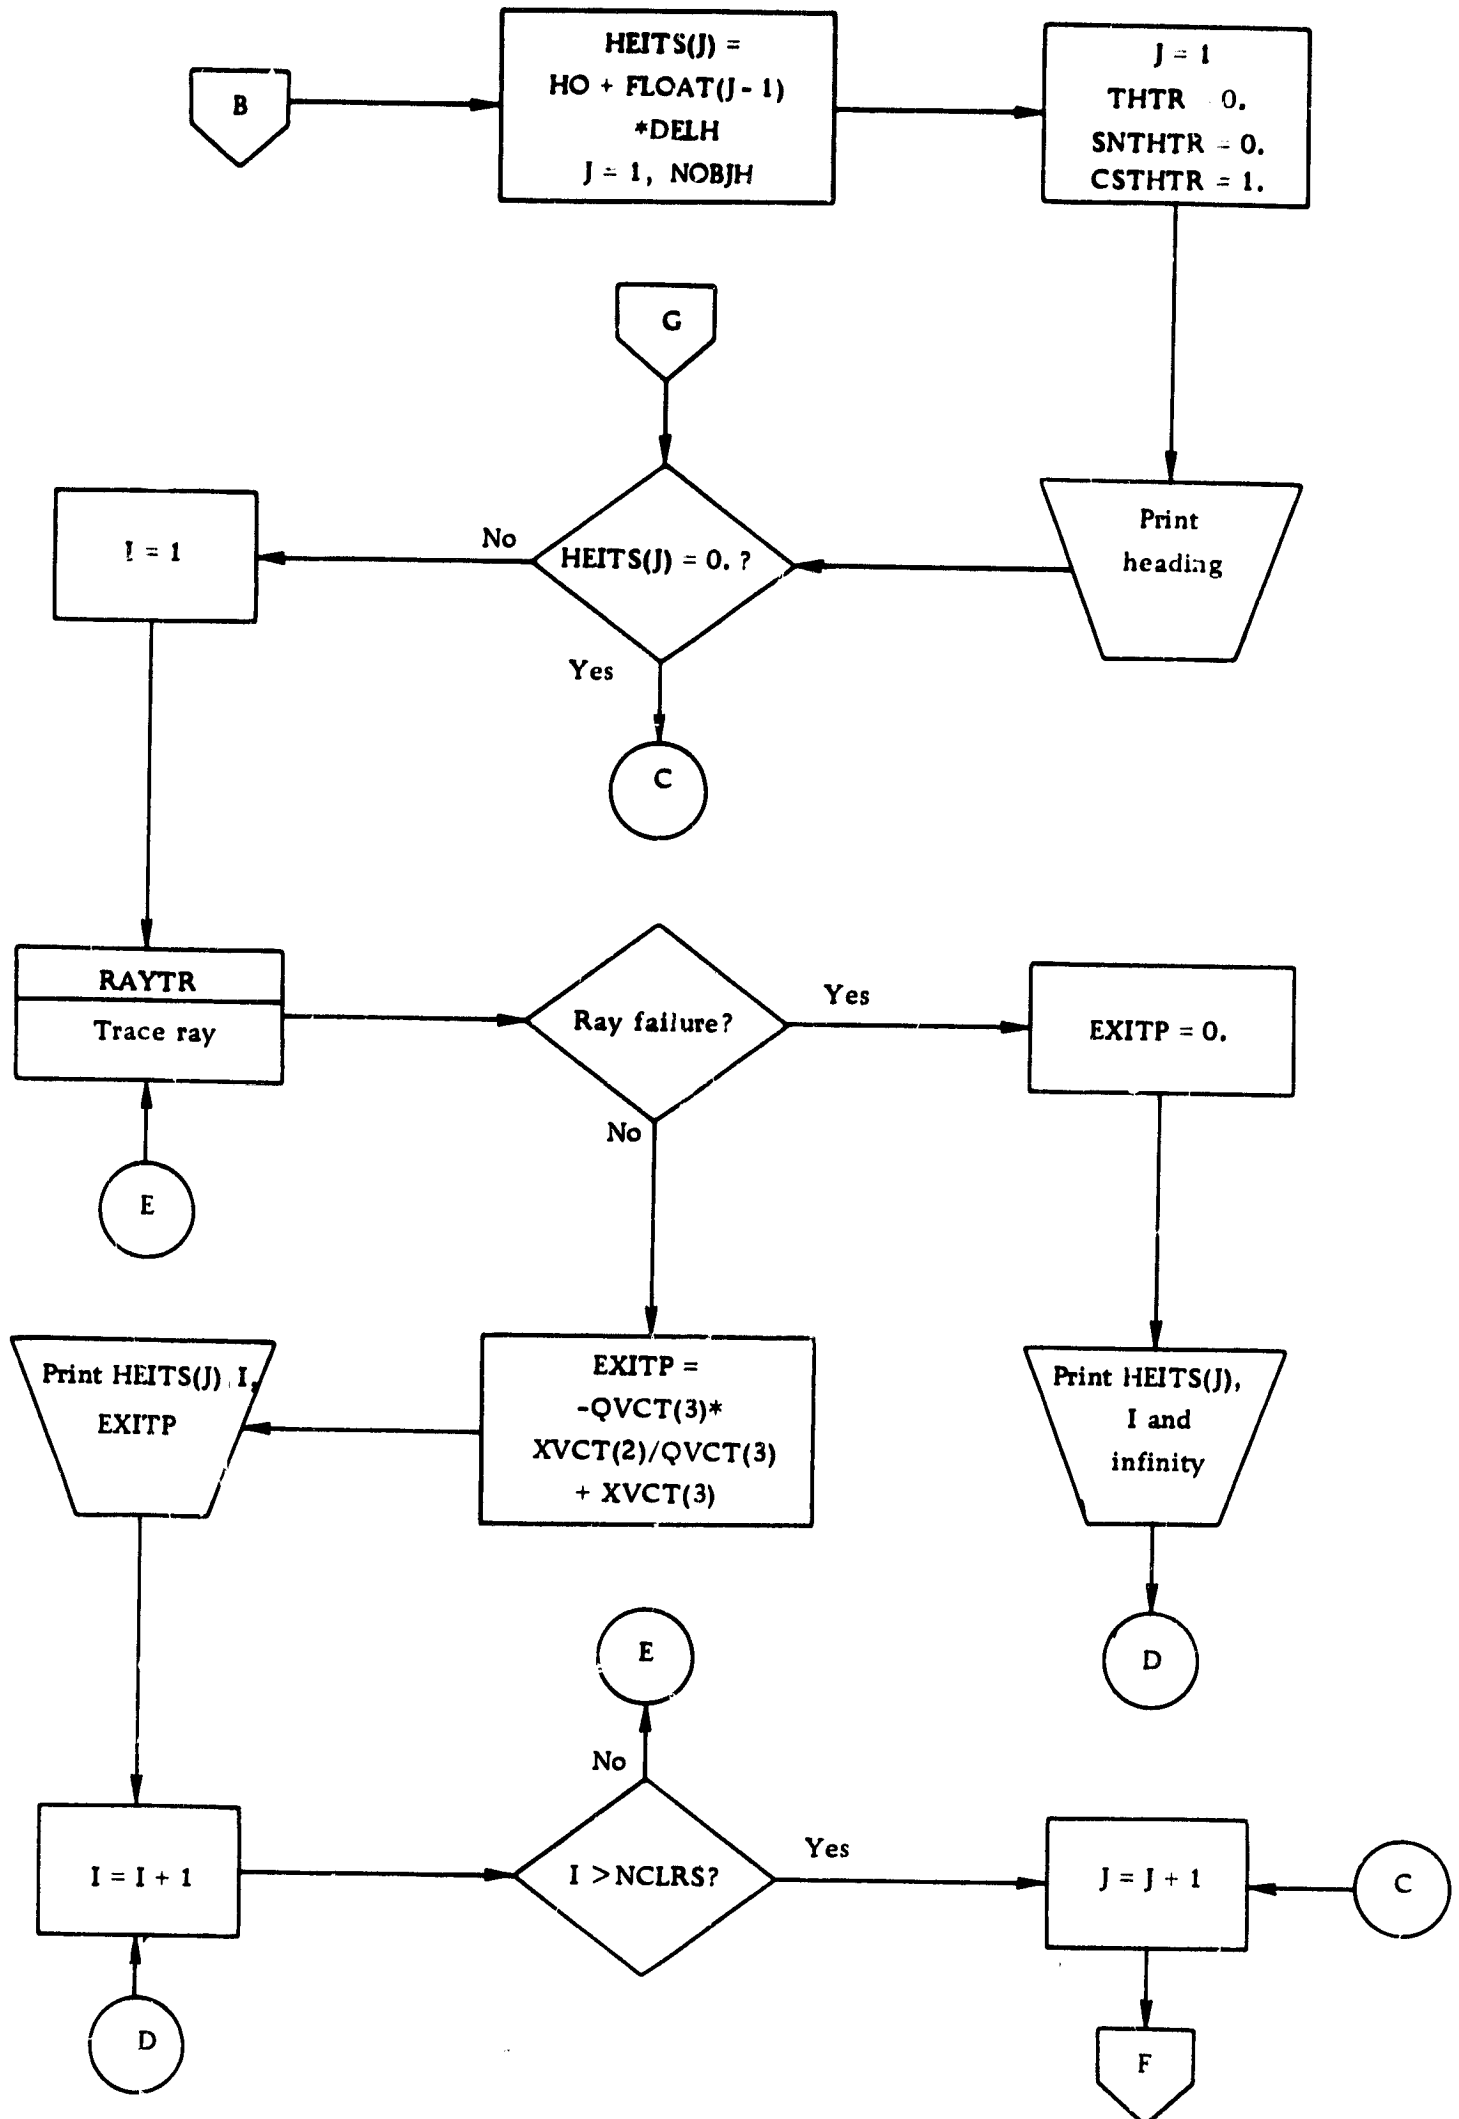 B
HEITS(J) =
HO + FLOAT(J - 1)
*DELH
J = 1, NOBJH
J = 1
THTR 0.
SNTHTR = 0.
CSTHTR = 1.
G
I = 1
No
HEITS(J) = 0. ?
Print
heading
Yes
C
RAYTR
Trace ray
Ray failure?
Yes
EXITP = 0.
No
E
Print HEITS(J) I,
EXITP
EXITP =
-QVCT(3)*
XVCT(2)/QVCT(3)
+ XVCT(3)
Print HEITS(J),
I and
infinity
E
D
No
I = I + 1
I >NCLRS?
Yes
J = J + 1
C
D
F